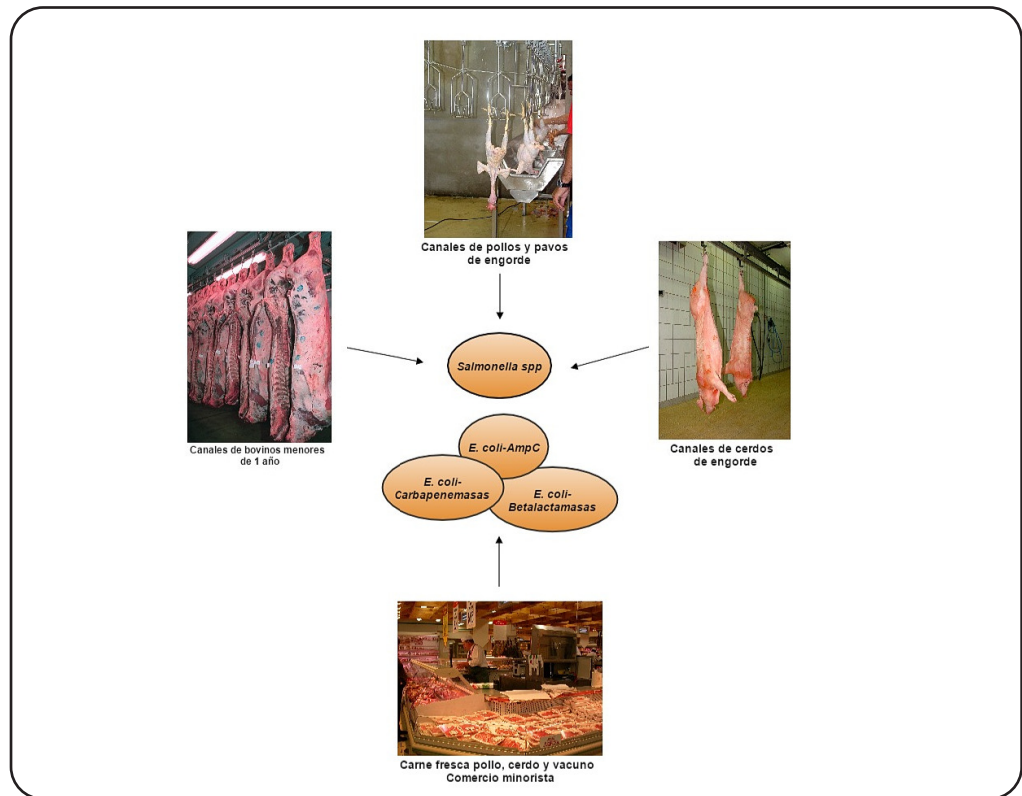 Canales de pollos y pavos
de engorde
Canales de bovinos menores
de 1 año
Canales de cerdos
de engorde
Salmonella spp
E. coli-AmpC
E. coli-
Carbapenemasas
E. coli-
Betalactamasas
Carne fresca pollo, cerdo y vacuno
Comercio minorista